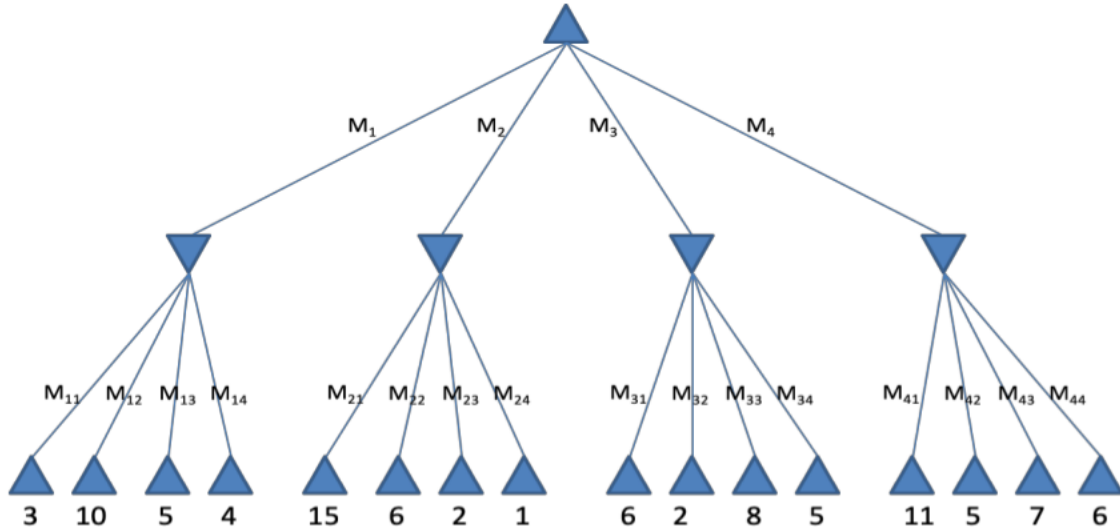 M₁ M₂ M₃ M₄
M₁₁ M₁₂ M₁₃ M₁₄ M₂₁ M₂₂ M₂₃ M₂₄ M₃₁ M₃₂ M₃₃ M₃₄ M₄₁ M₄₂ M₄₃ M₄₄
3 10 5 4 15 6 2 1 6 2 8 5 11 5 7 6